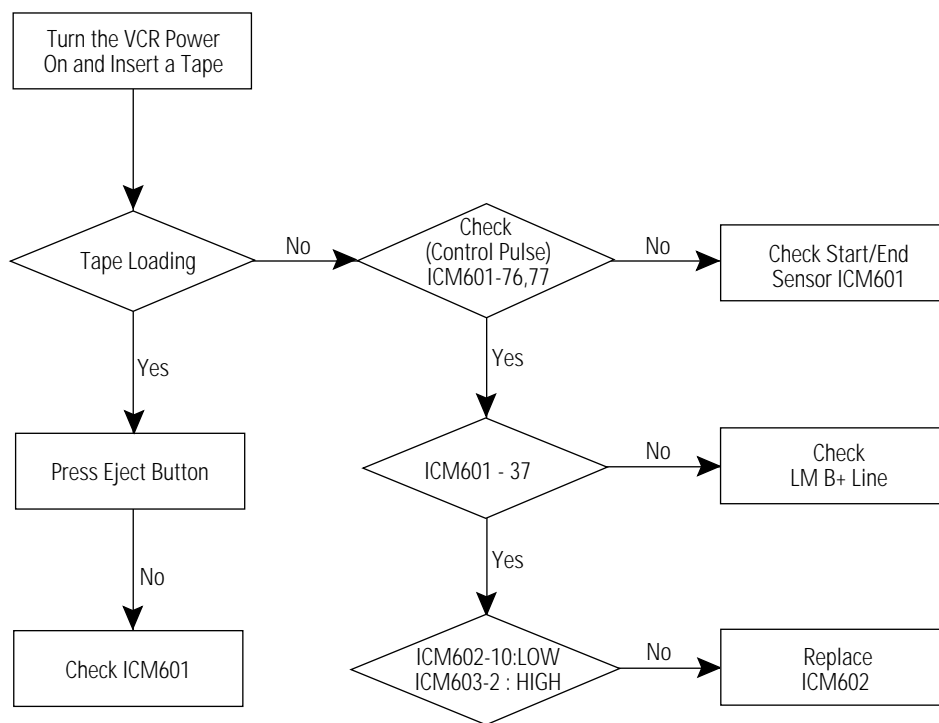 Turn the VCR Power
On and Insert a Tape
Tape Loading
No
Check
(Control Pulse)
ICM601-76,77
No
Check Start/End
Sensor ICM601
Yes
Yes
Press Eject Button
ICM601 - 37
No
Check
LM B+ Line
No
Yes
Check ICM601
ICM602-10:LOW
ICM603-2 : HIGH
No
Replace
ICM602